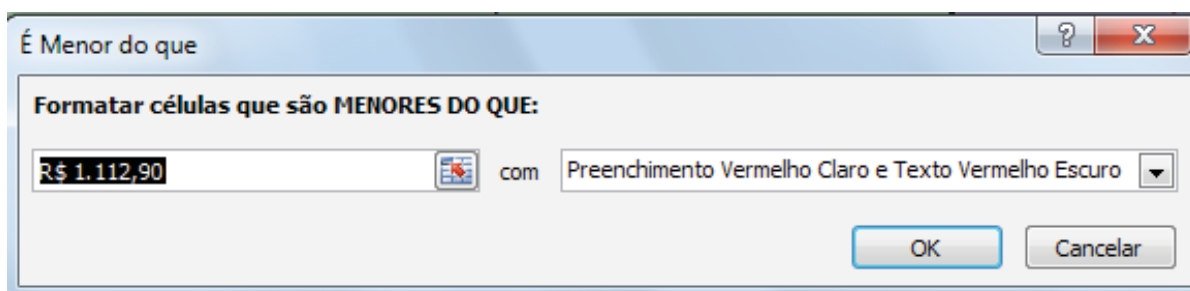 É Menor do que
Formatar células que são MENORES DO QUE:
R$ 1.112,90 com Preenchimento Vermelho Claro e Texto Vermelho Escuro
OK Cancelar